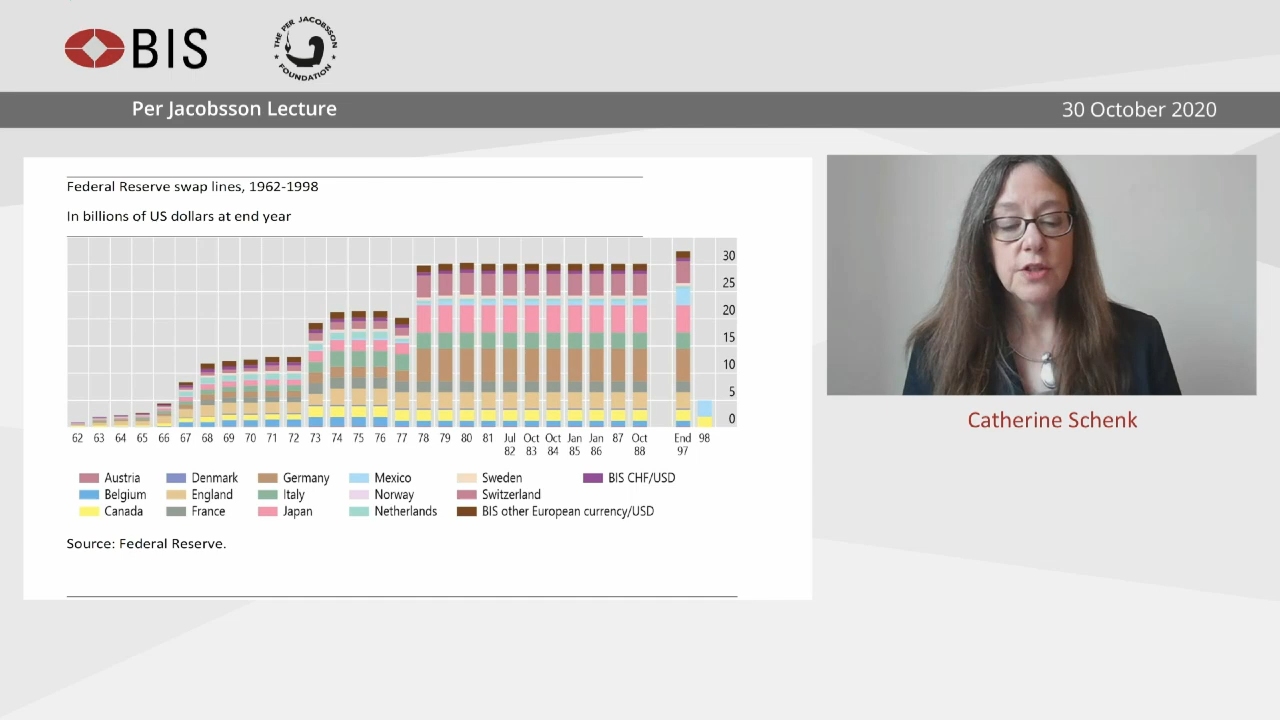 BIS
THE PER JACOBSSON
FOUNDATION
Per Jacobsson Lecture
30 October 2020
Federal Reserve swap lines, 1962-1998
In billions of US dollars at end year
30
25
20
15
10
5
0
62 63 64 65 66 67 68 69 70 71 72 73 74 75 76 77 78 79 80 81 Jul Oct Oct Jan Jan 87 Oct End 98
82 83 84 85 86 88 97
Austria Denmark Germany Mexico Sweden BIS CHF/USD
Belgium England Italy Norway Switzerland
Canada France Japan Netherlands BIS other European currency/USD
Source: Federal Reserve.
Catherine Schenk